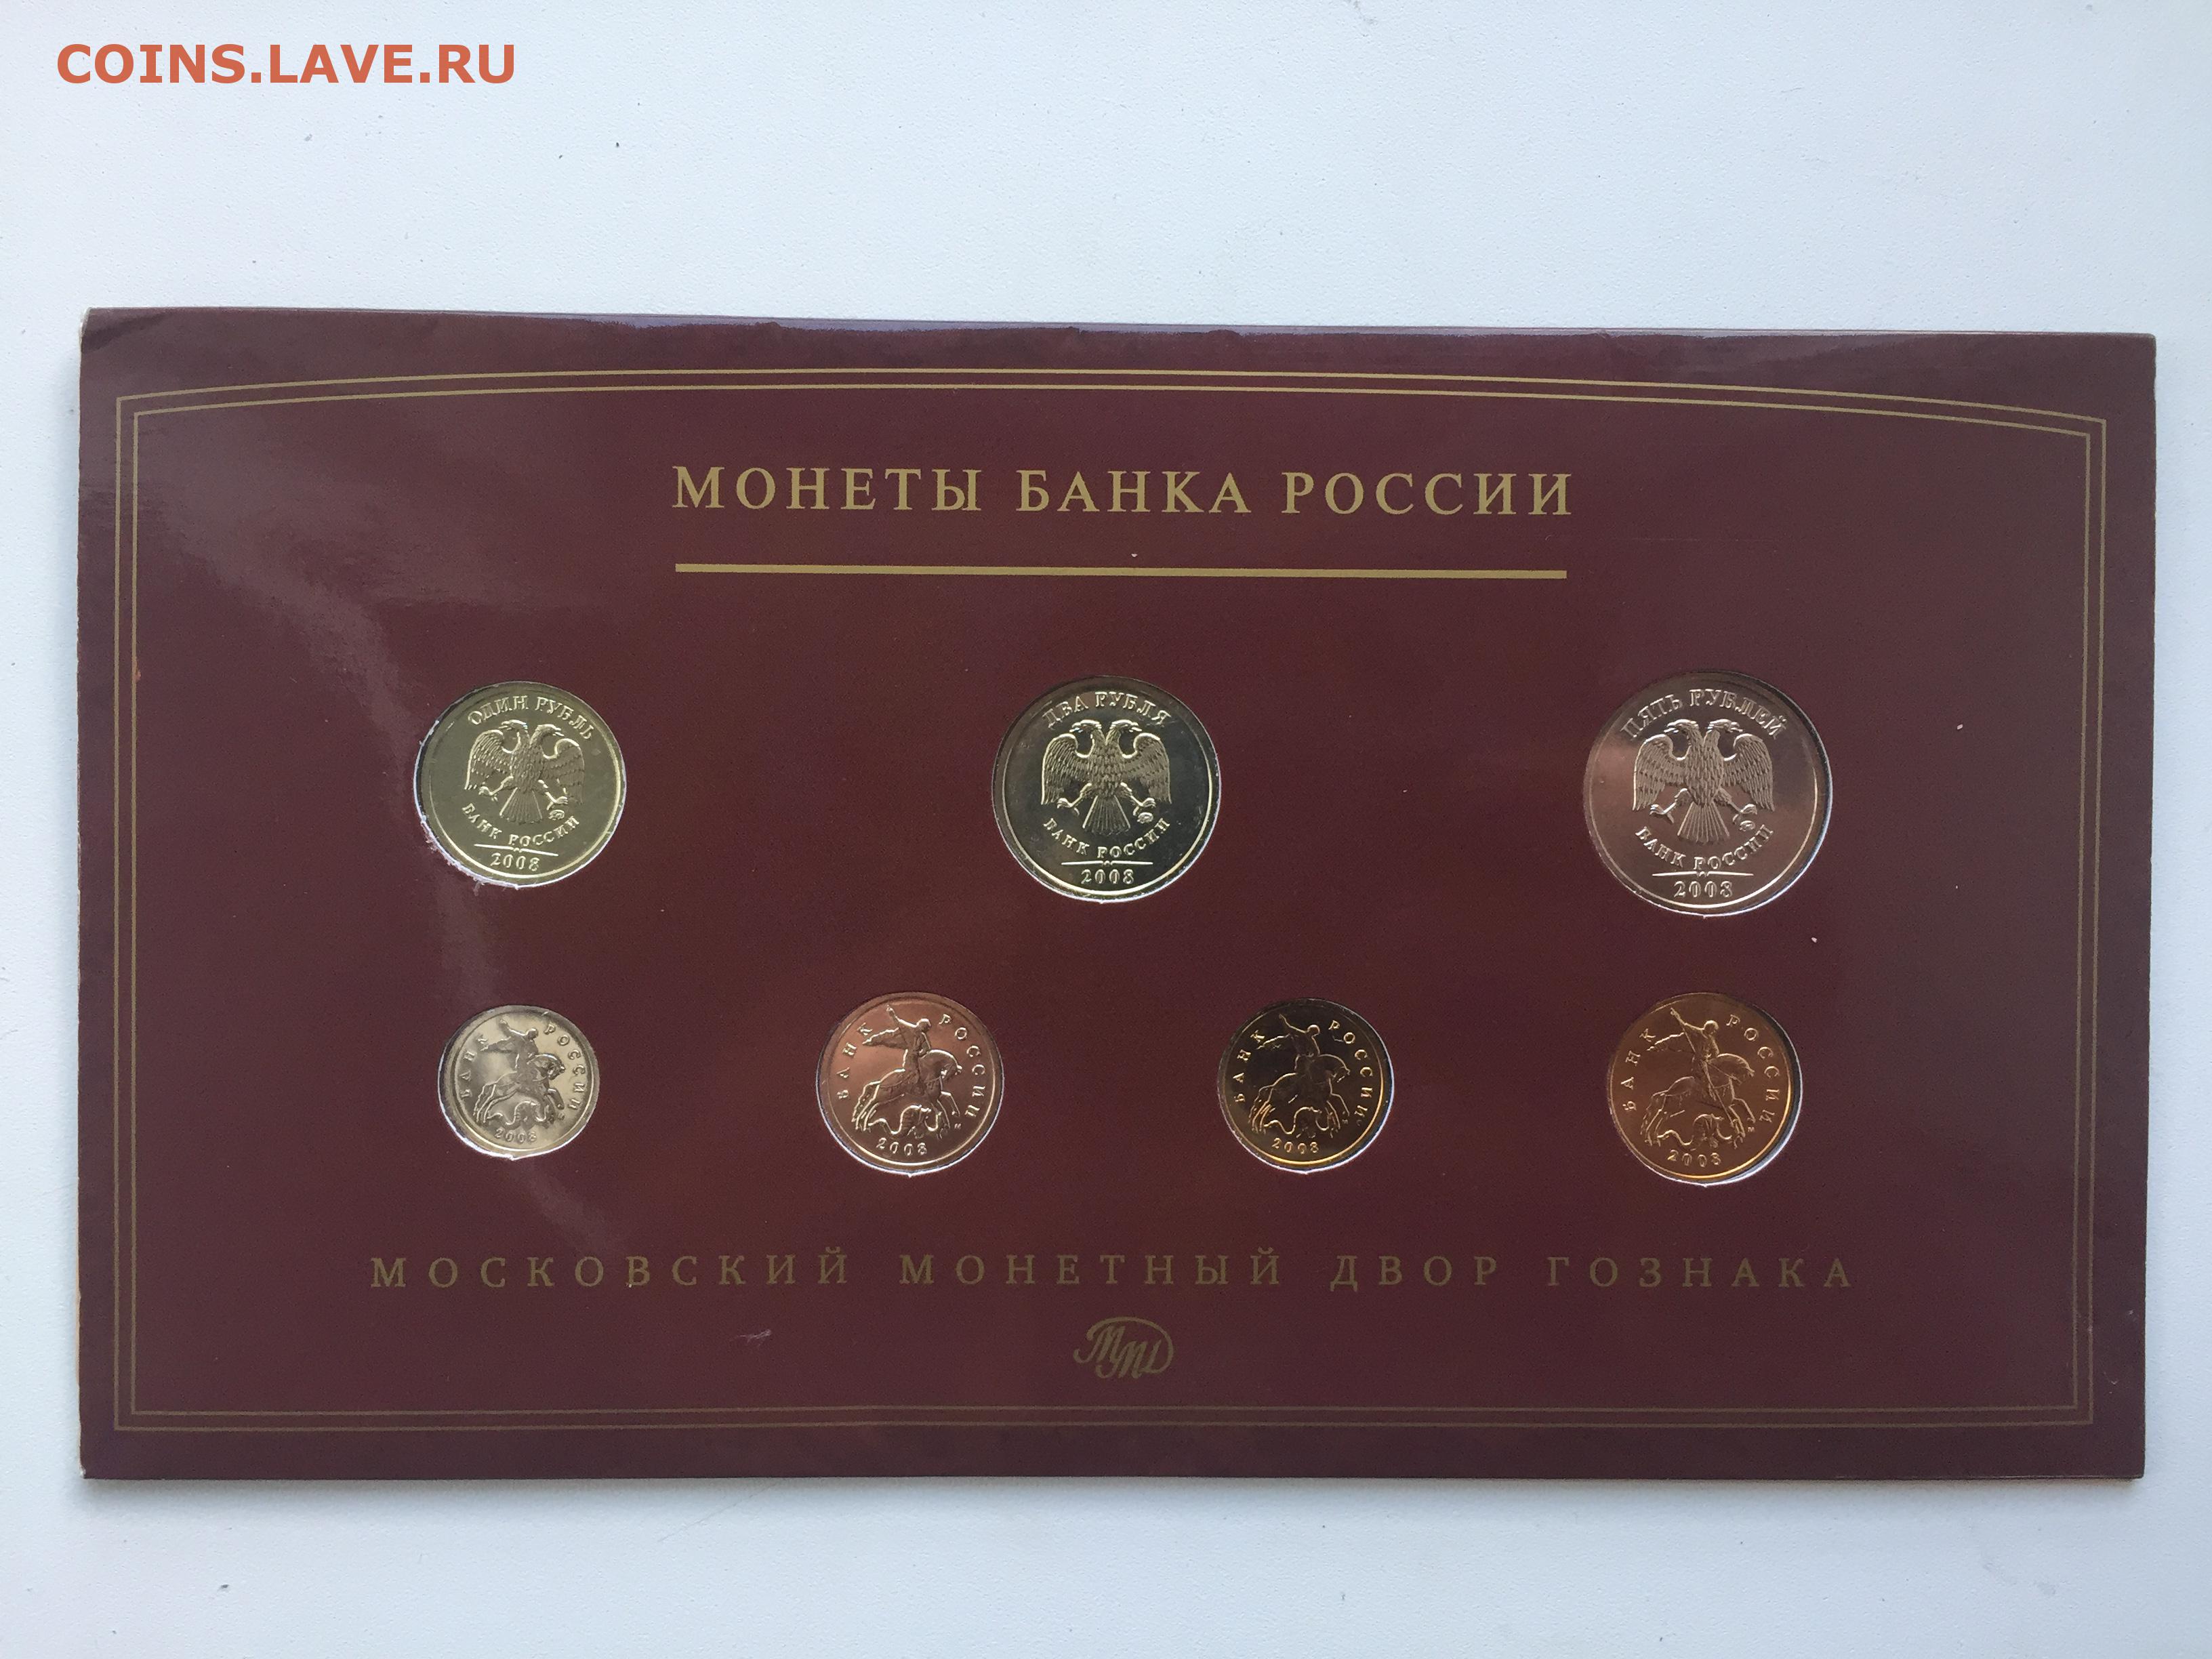 COINS.LAVE.RU
МОНЕТЫ БАНКА РОССИИ
ОДИН РУБЛЬ
БАНК РОССИИ
2008
ДВА РУБЛЯ
БАНК РОССИИ
2008
ПЯТЬ РУБЛЕЙ
БАНК РОССИИ
2008
БАНК РОССИИ
2008
БАНК РОССИИ
2008
БАНК РОССИИ
2008
БАНК РОССИИ
2008
МОСКОВСКИЙ МОНЕТНЫЙ ДВОР ГОЗНАКА
ММД